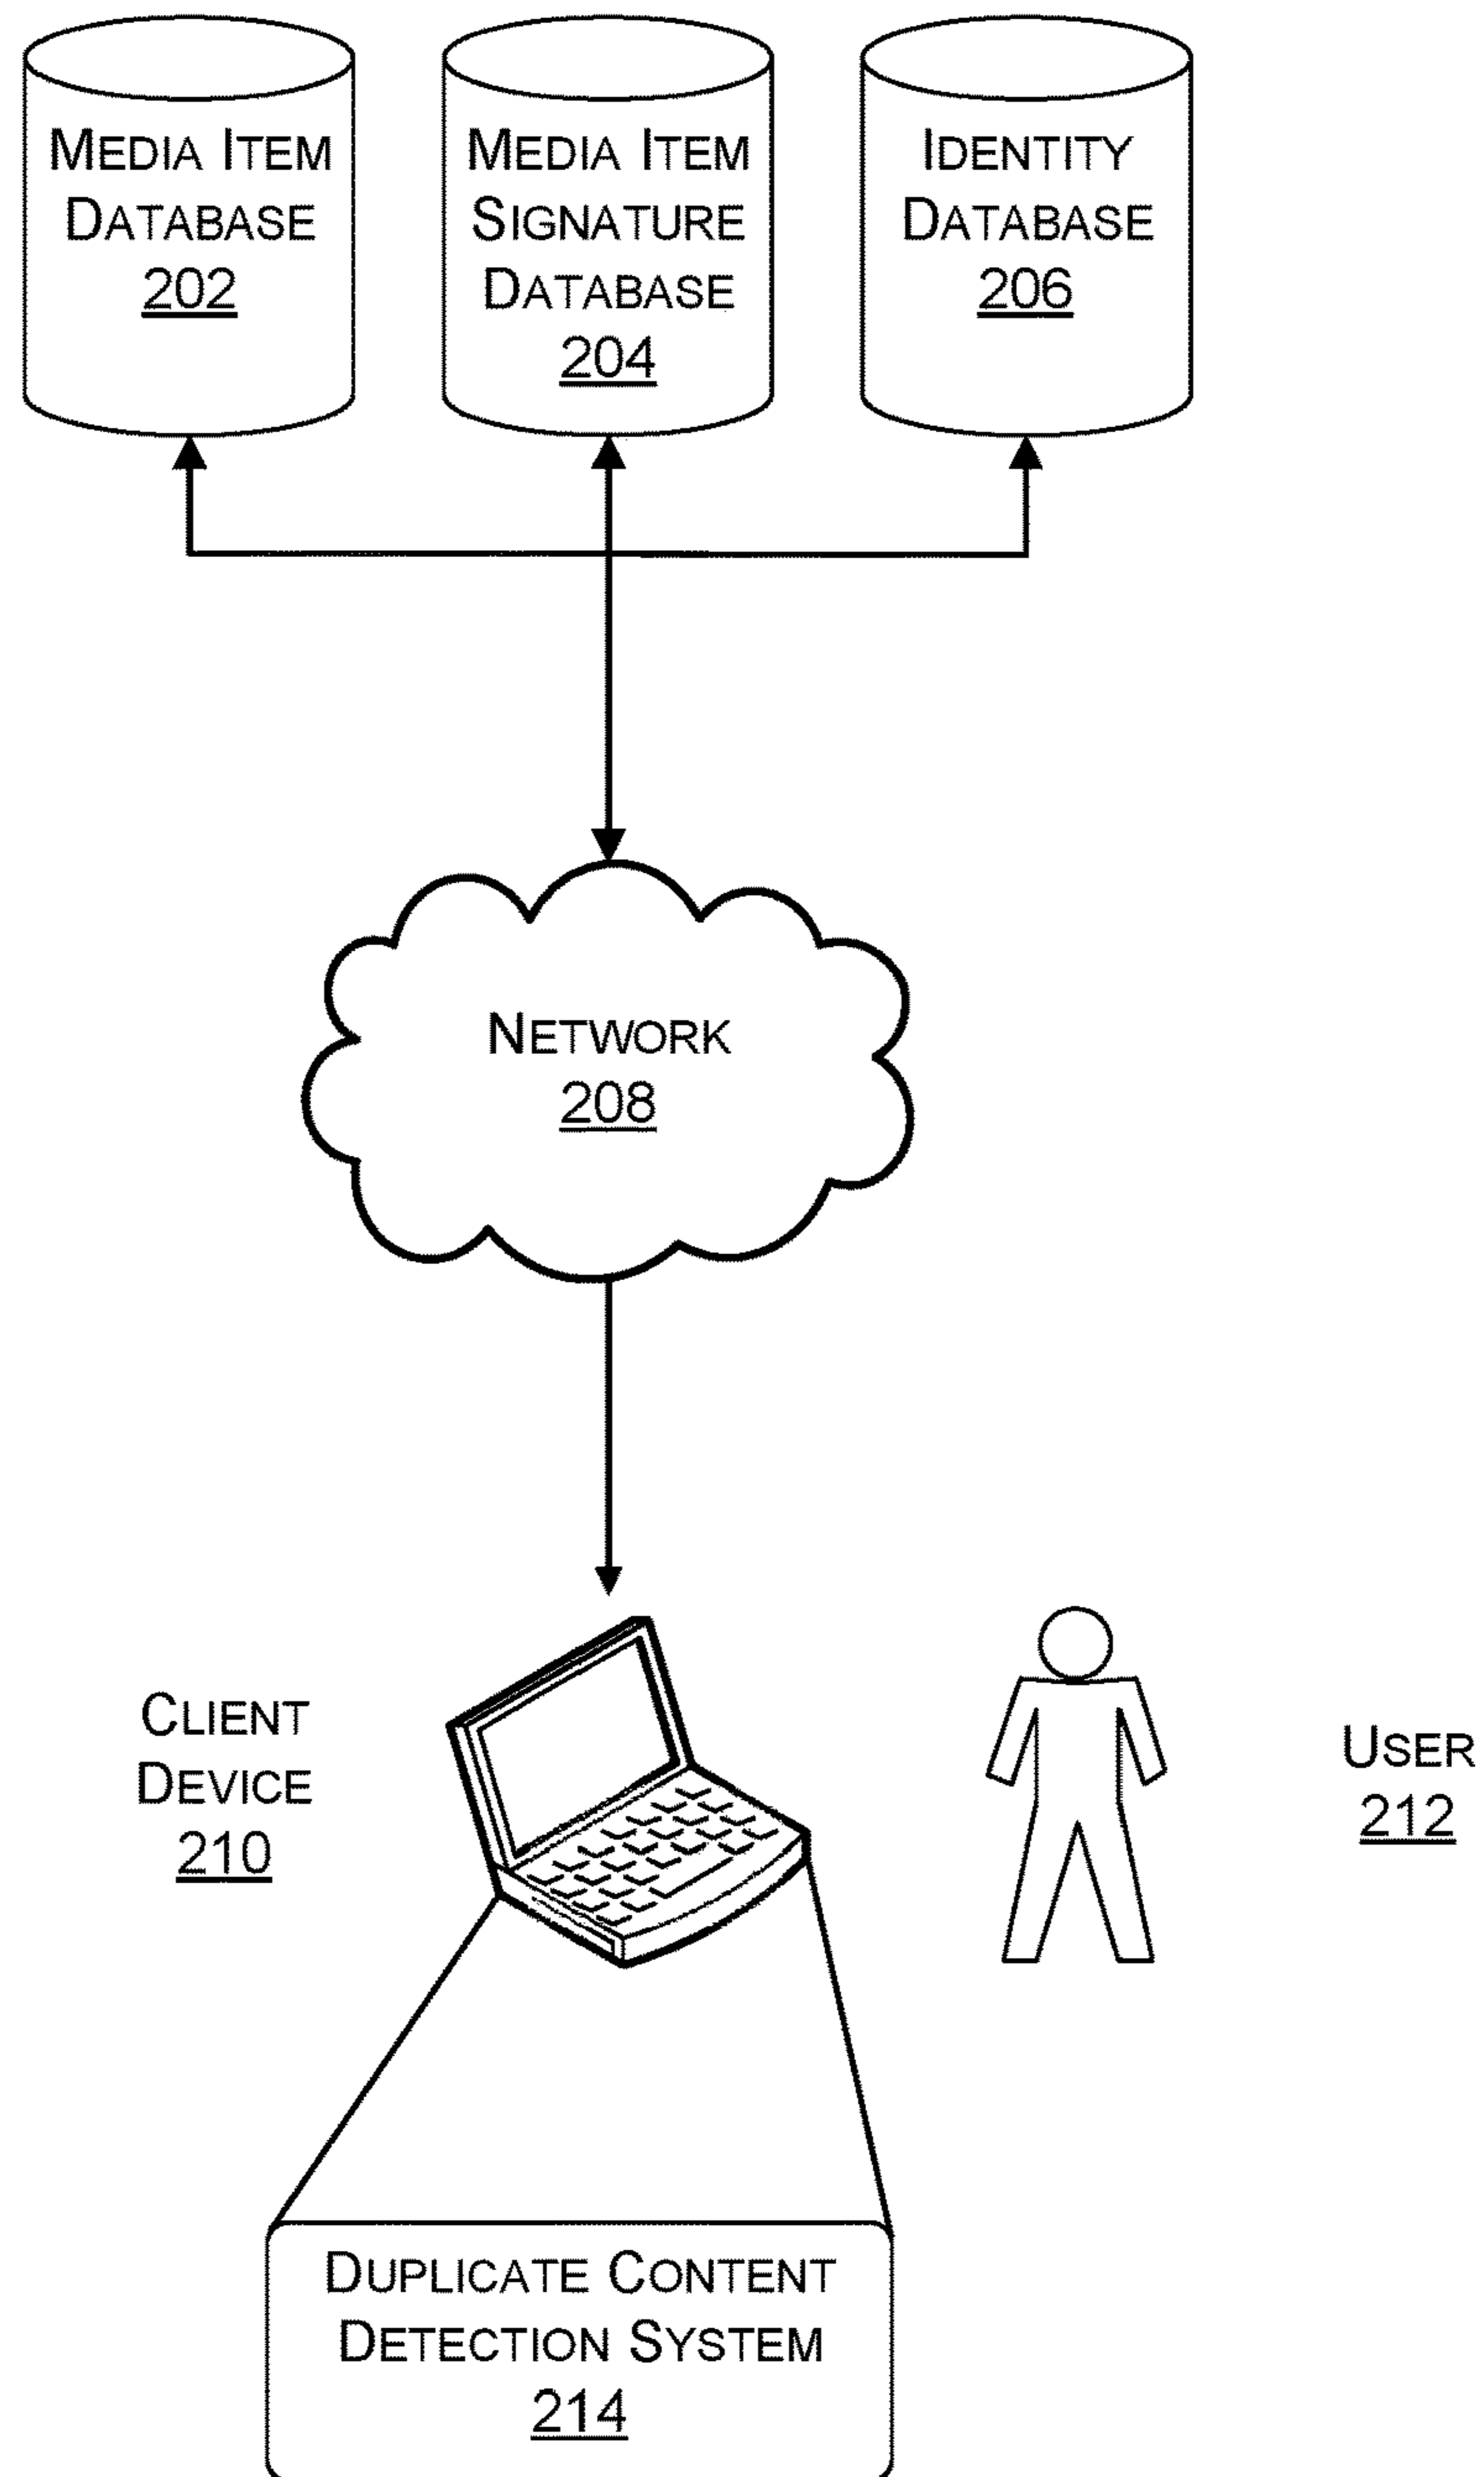 MEDIA ITEM
DATABASE
202
MEDIA ITEM
SIGNATURE
DATABASE
204
IDENTITY
DATABASE
206
NETWORK
208
CLIENT
DEVICE
210
USER
212
DUPLICATE CONTENT
DETECTION SYSTEM
214